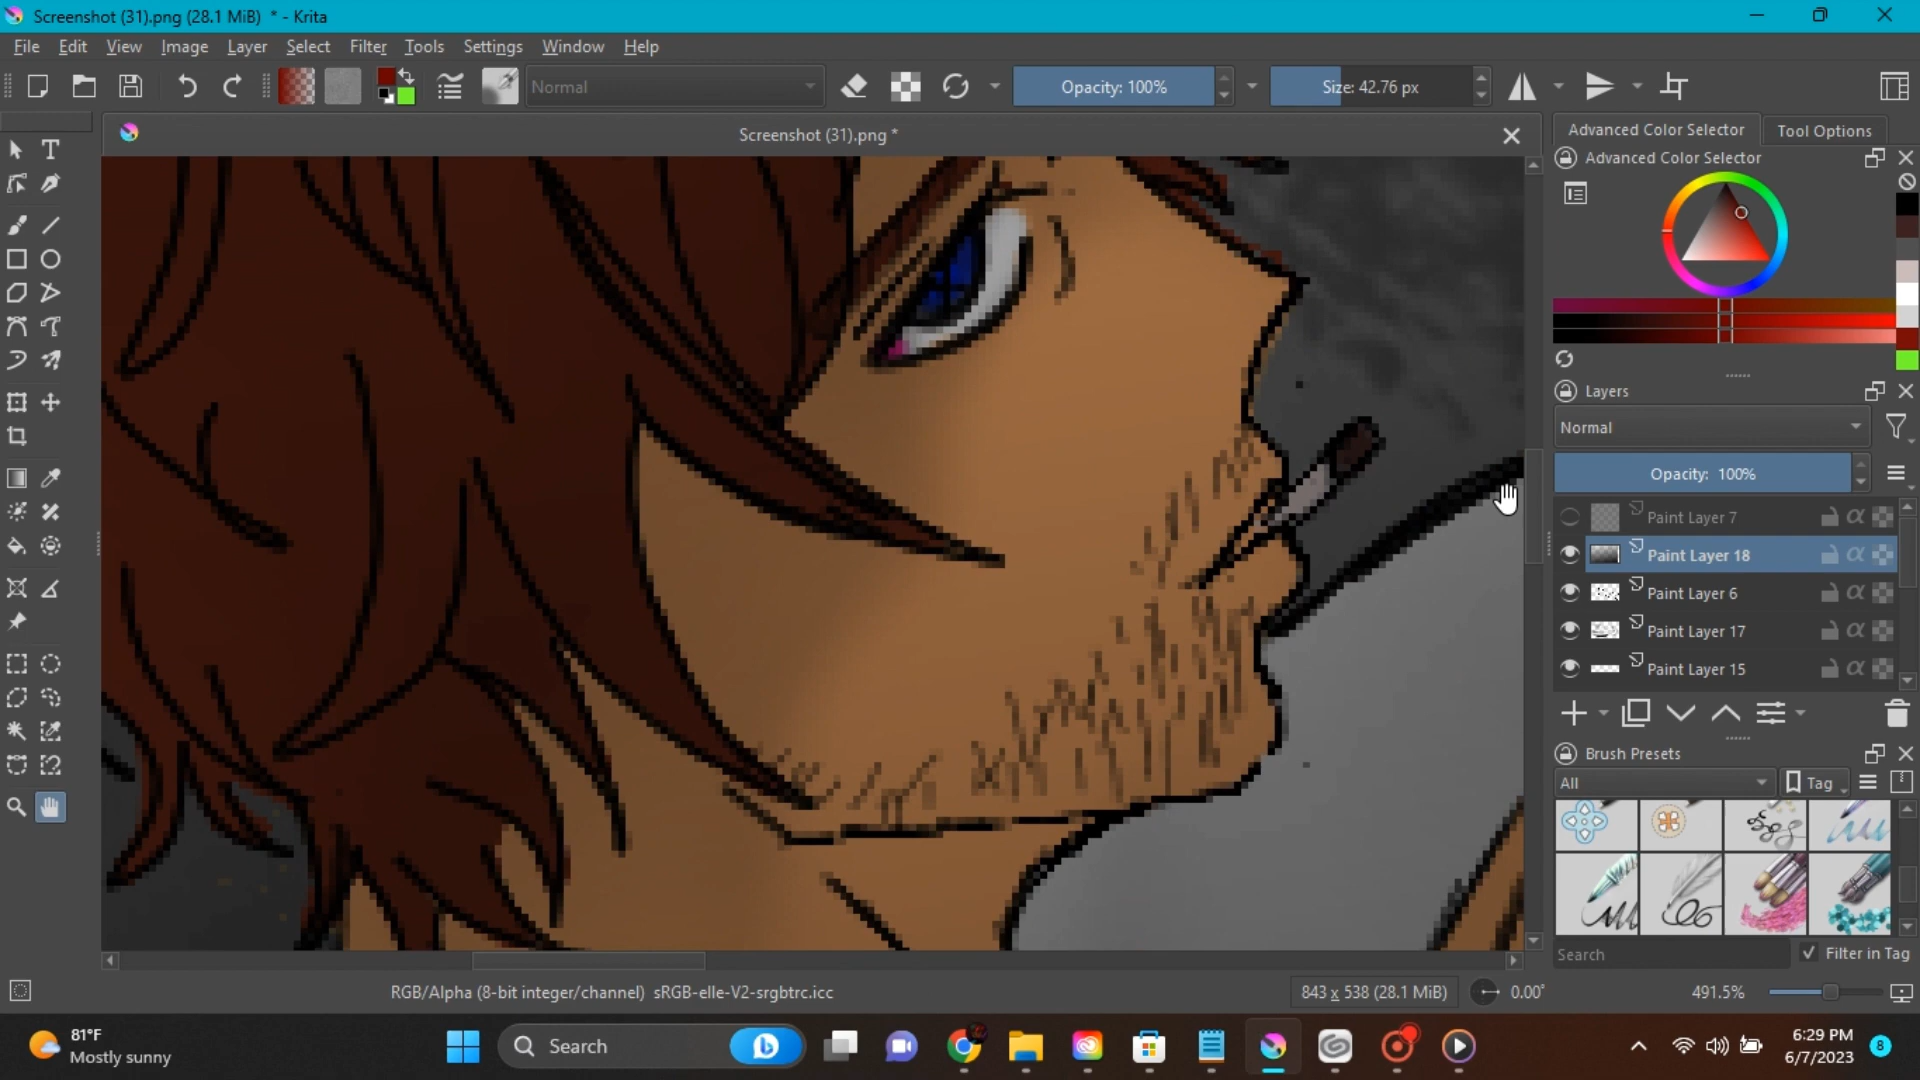 Screenshot (31).png (28.1 MiB) * - Krita
File Edit View Image Layer Select Filter Tools Settings Window Help
Normal
Opacity: 100%
Size: 42.76 px
Screenshot (31).png *
Advanced Color Selector
Tool Options
Advanced Color Selector
Layers
Normal
Opacity: 100%
Paint Layer 7
Paint Layer 18
Paint Layer 6
Paint Layer 17
Paint Layer 15
Brush Presets
All
Tag
Search
Filter in Tag
RGB/Alpha (8-bit integer/channel) sRGB-elle-V2-srgbtrc.icc
843 x 538 (28.1 MiB)
0.00°
491.5%
81°F
Mostly sunny
Search
6:29 PM
6/7/2023
8